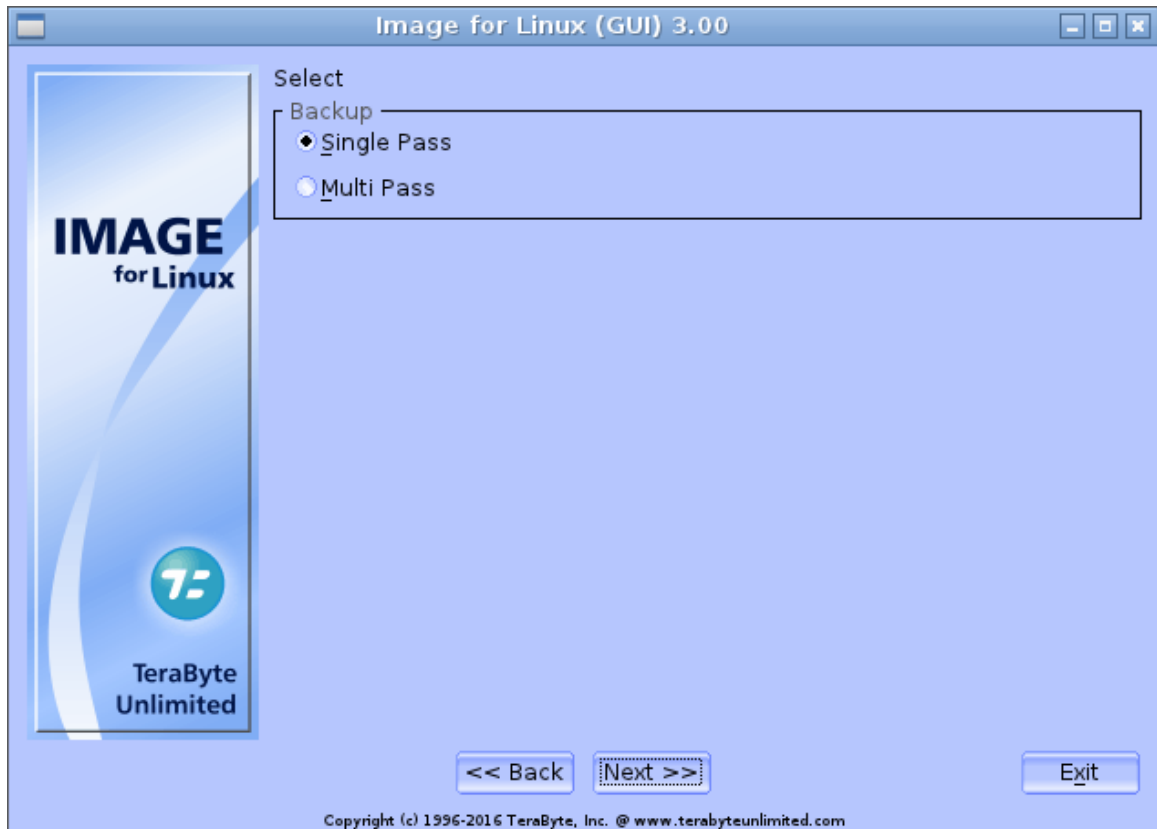 Image for Linux (GUI) 3.00
IMAGE
for Linux
TeraByte
Unlimited
Select
Backup
Single Pass
Multi Pass
<< Back
Next >>
Exit
Copyright (c) 1996-2016 TeraByte, Inc. @ www.terabyteunlimited.com